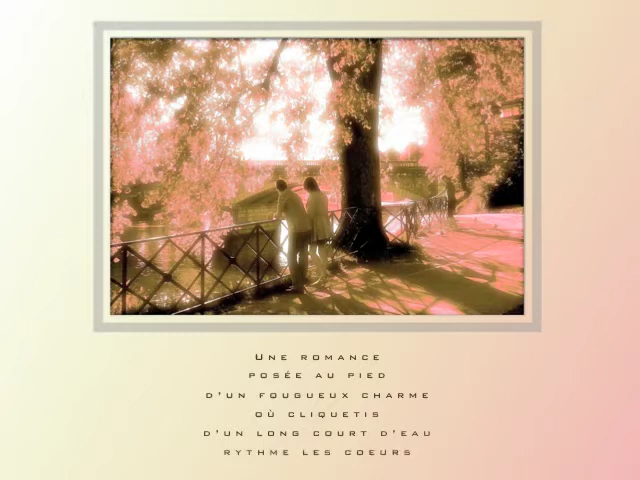 Une romance
posée au pied
d'un fougueux charme
où cliquetis
d'un long court d'eau
rythme les coeurs